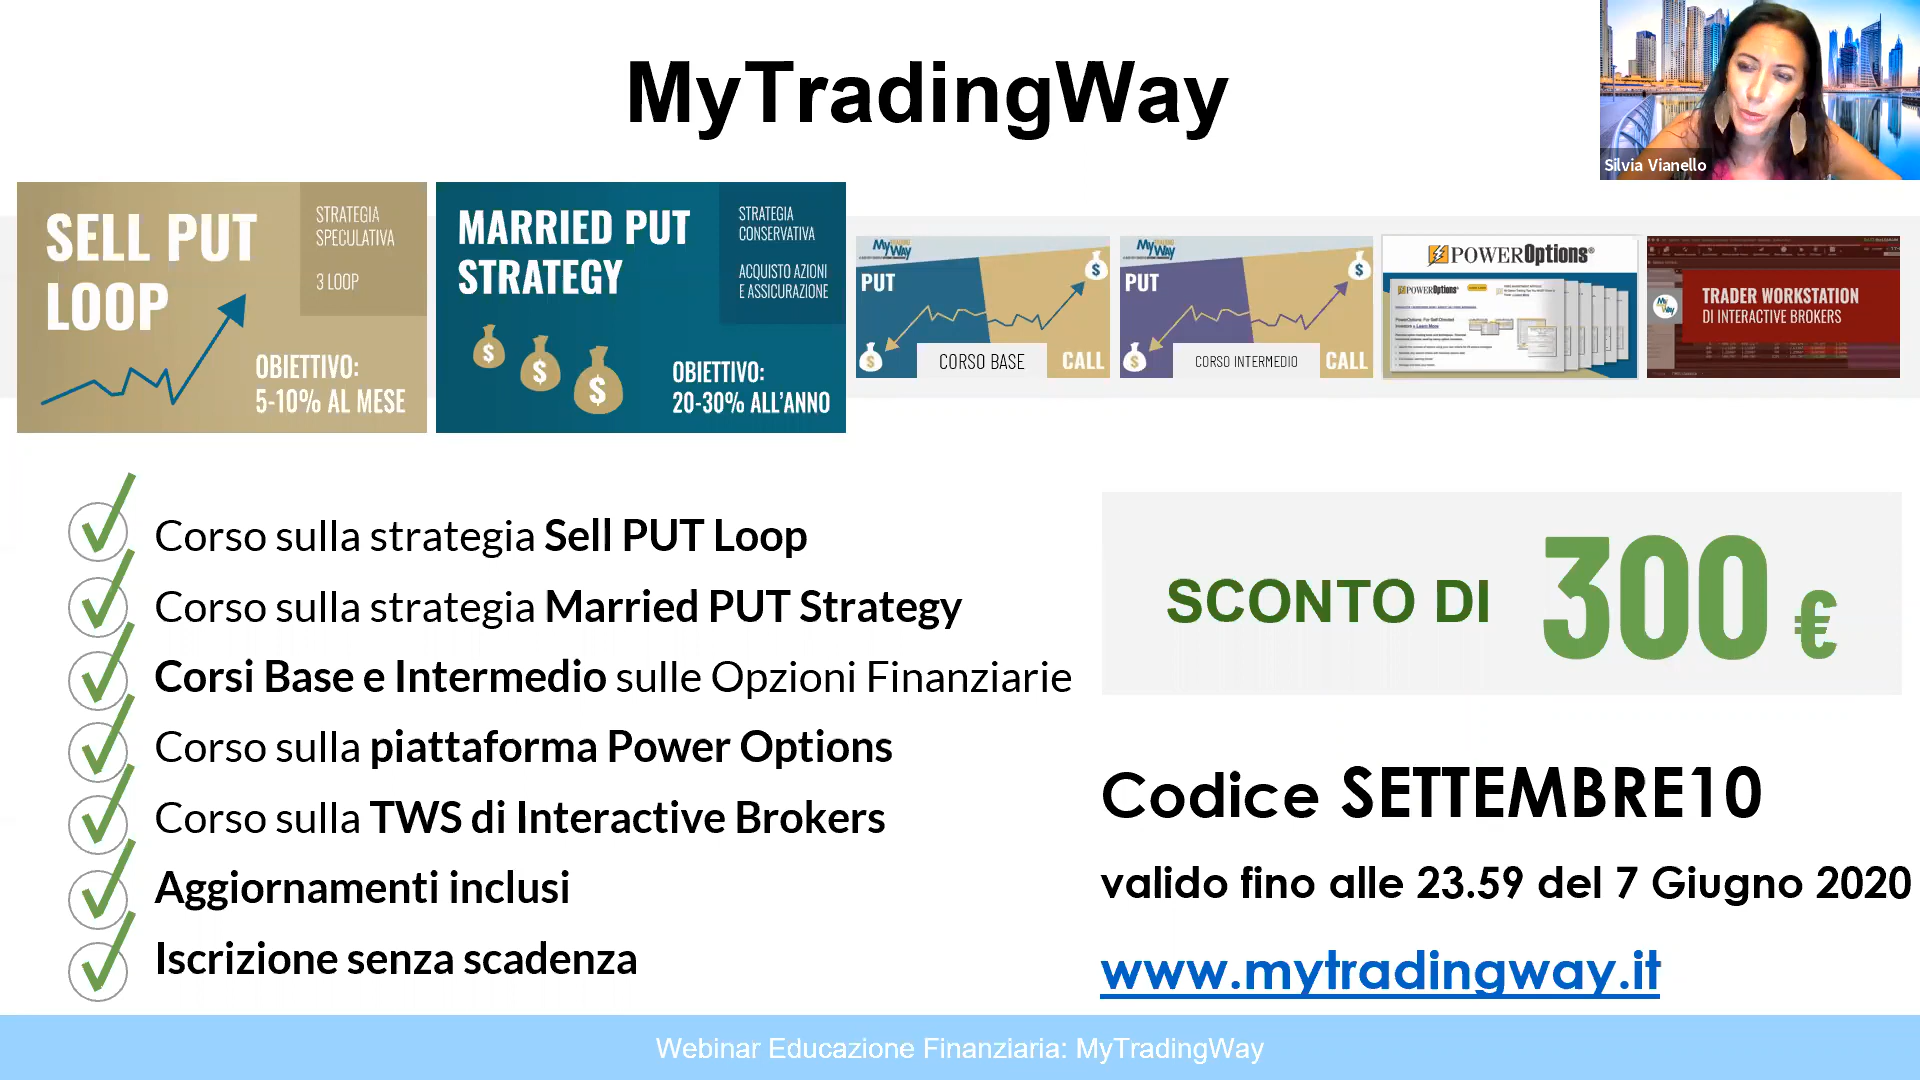 MyTradingWay
Silvia Vianello
SELL PUT
LOOP
STRATEGIA
SPECULATIVA
3 LOOP
OBIETTIVO:
5-10% AL MESE
MARRIED PUT
STRATEGY
STRATEGIA
CONSERVATIVA
ACQUISTO AZIONI
E ASSICURAZIONE
OBIETTIVO:
20-30% ALL'ANNO
My Way
PUT
CORSO BASE
CALL
My Way
PUT
CORSO INTERMEDIO
CALL
POWEROptions®
POWEROptions®
TRADER WORKSTATION
DI INTERACTIVE BROKERS
Corso sulla strategia Sell PUT Loop
Corso sulla strategia Married PUT Strategy
Corsi Base e Intermedio sulle Opzioni Finanziarie
Corso sulla piattaforma Power Options
Corso sulla TWS di Interactive Brokers
Aggiornamenti inclusi
Iscrizione senza scadenza
SCONTO DI 300 €
Codice SETTEMBRE10
valido fino alle 23.59 del 7 Giugno 2020
www.mytradingway.it
Webinar Educazione Finanziaria: MyTradingWay